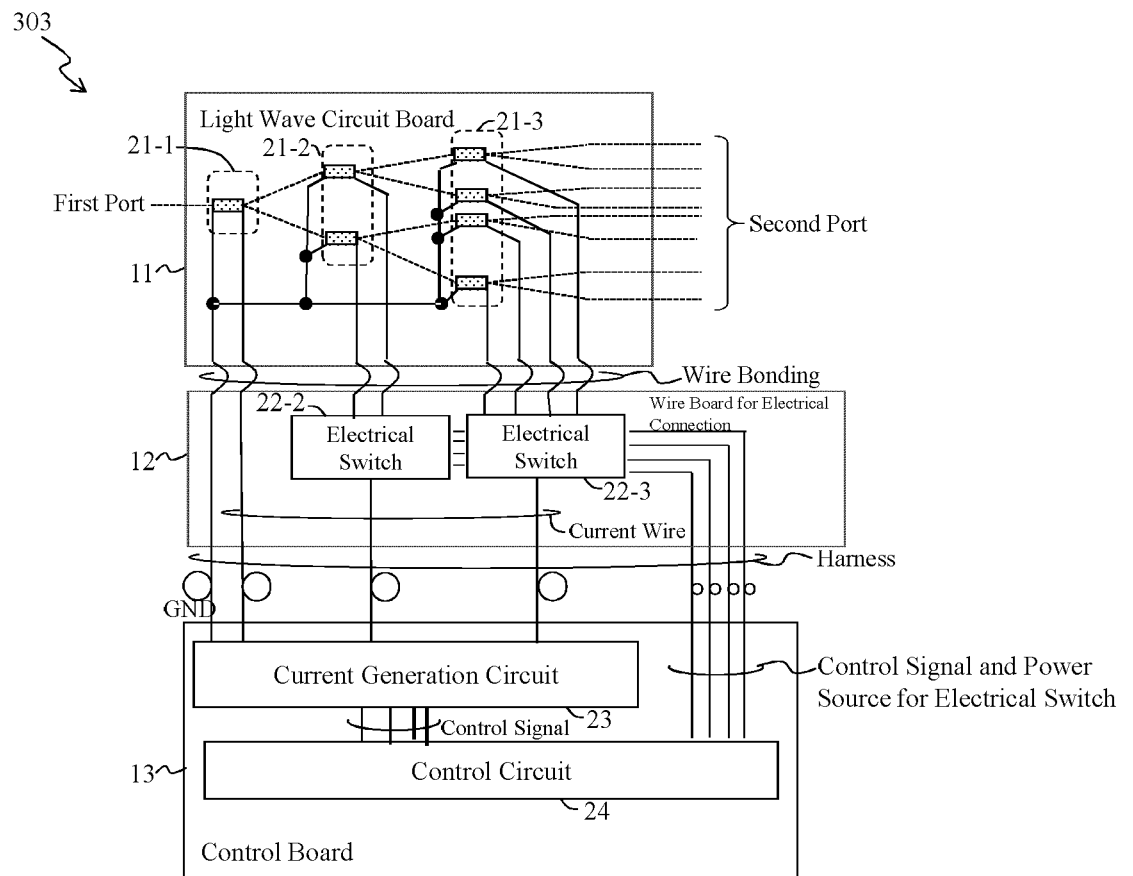 303
Light Wave Circuit Board
21-3
21-1
21-2
First Port
Second Port
11
Wire Bonding
22-2
Wire Board for Electrical
Connection
Electrical
Switch
Electrical
Switch
12
22-3
Current Wire
Harness
GND
Current Generation Circuit
Control Signal and Power
Source for Electrical Switch
23
Control Signal
13
Control Circuit
24
Control Board